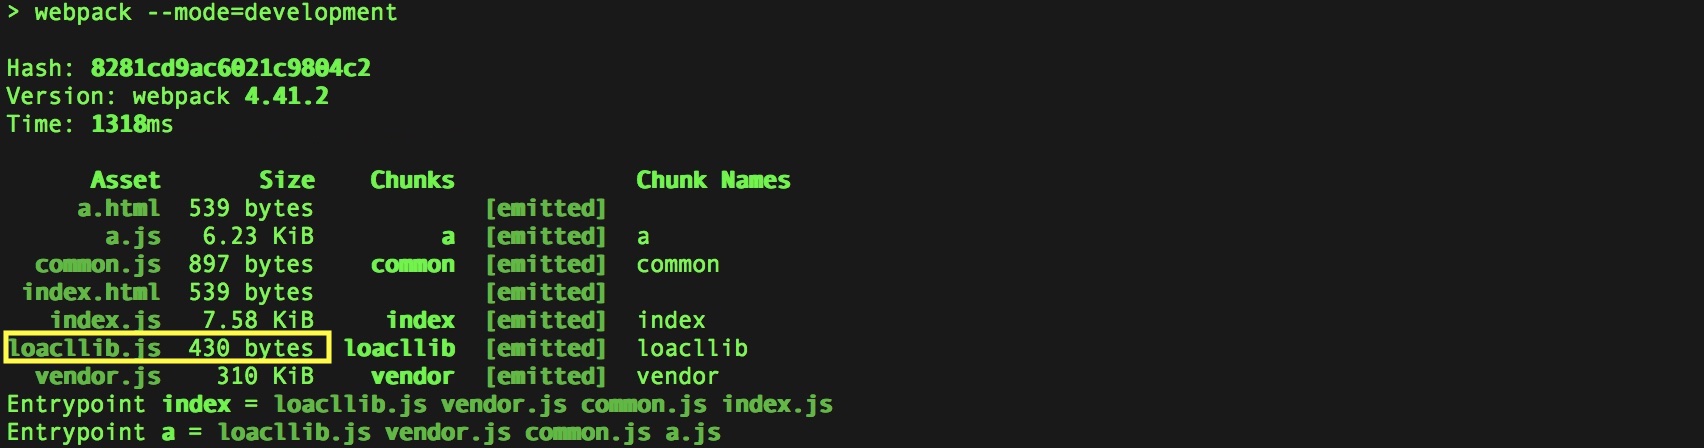 > webpack --mode=development
Hash: 8281cd9ac6021c9804c2
Version: webpack 4.41.2
Time: 1318ms
Asset Size Chunks Chunk Names
a.html 539 bytes [emitted]
a.js 6.23 KiB a [emitted] a
common.js 897 bytes common [emitted] common
index.html 539 bytes [emitted]
index.js 7.58 KiB index [emitted] index
loacllib.js 430 bytes loacllib [emitted] loacllib
vendor.js 310 KiB vendor [emitted] vendor
Entrypoint index = loacllib.js vendor.js common.js index.js
Entrypoint a = loacllib.js vendor.js common.js a.js